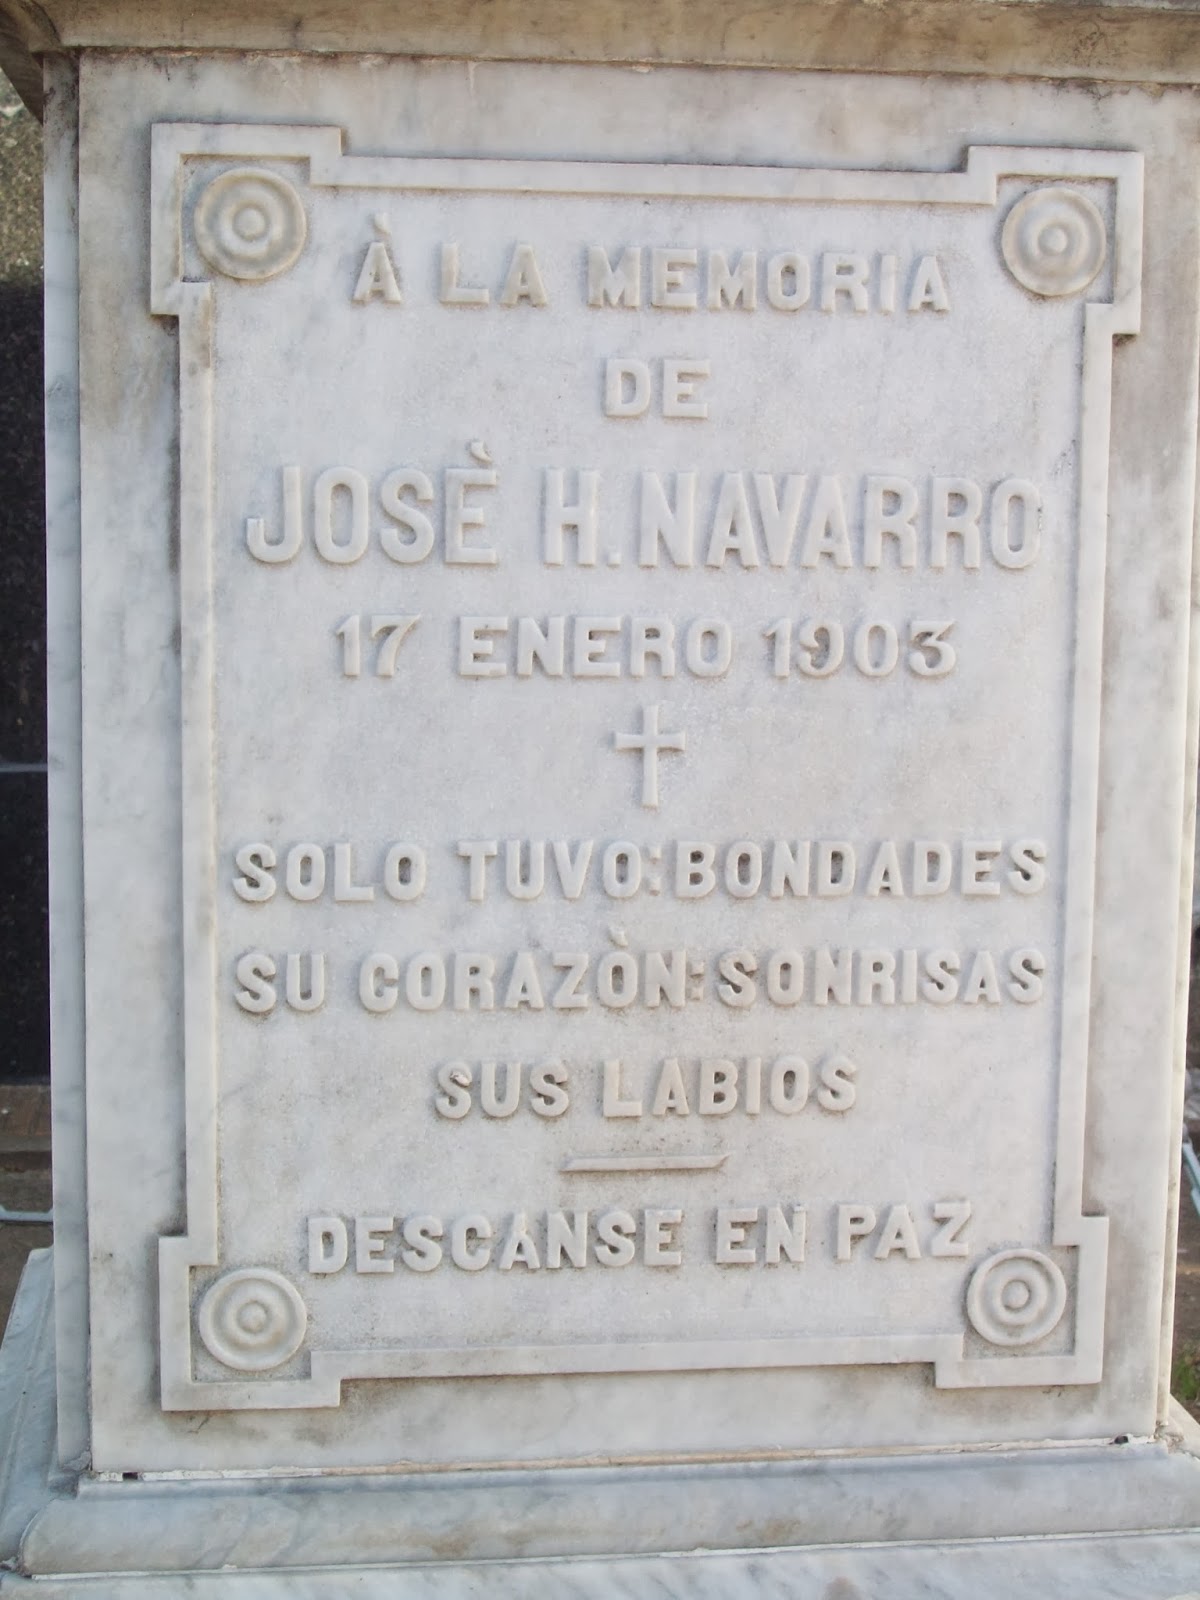 À LA MEMORIA
DE
JOSÈ H. NAVARRO
17 ENERO 1903
SOLO TUVO: BONDADES
SU CORAZÒN: SONRISAS
SUS LABIOS
DESCANSE EN PAZ